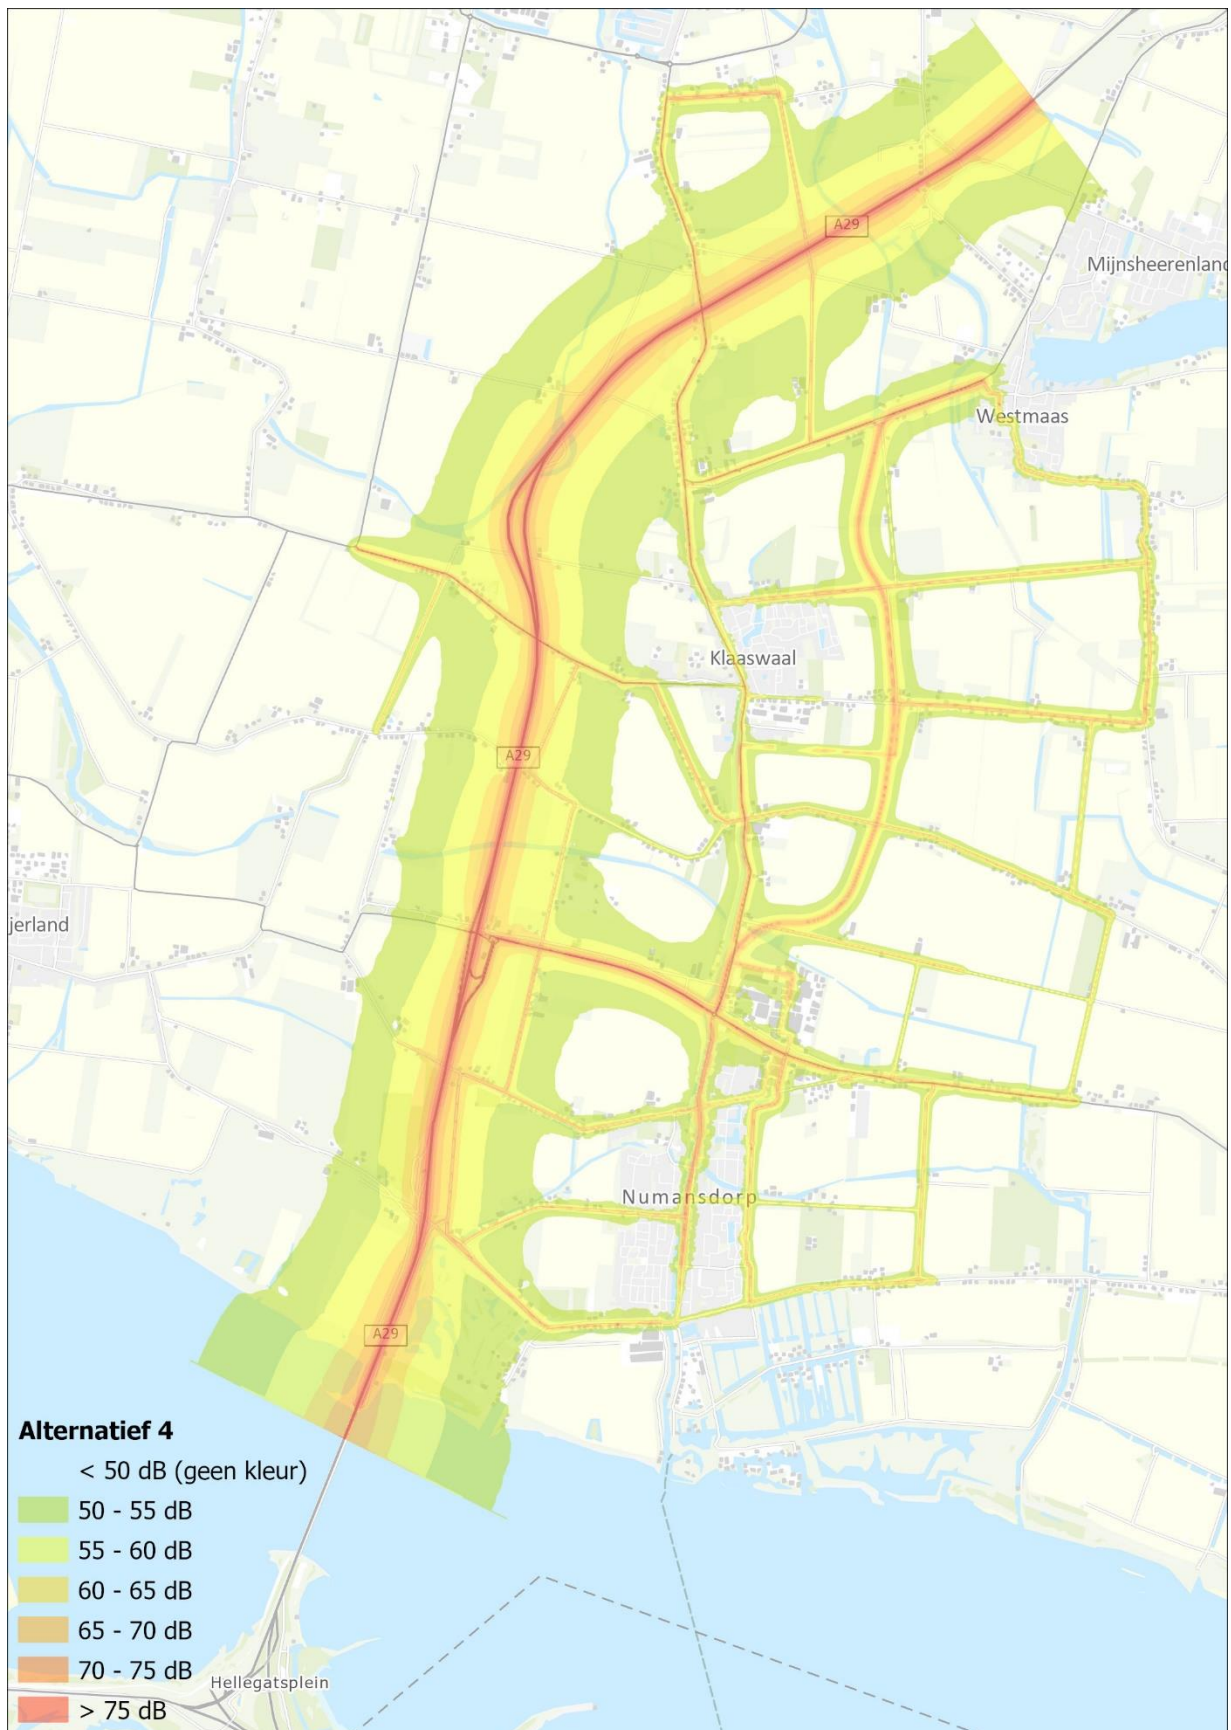 A29
Mijnsheerenland
Westmaas
Klaaswaal
A29
jerland
Numansdorp
A29
Alternatief 4
< 50 dB (geen kleur)
50 - 55 dB
55 - 60 dB
60 - 65 dB
65 - 70 dB
70 - 75 dB
> 75 dB
Hellegatsplein